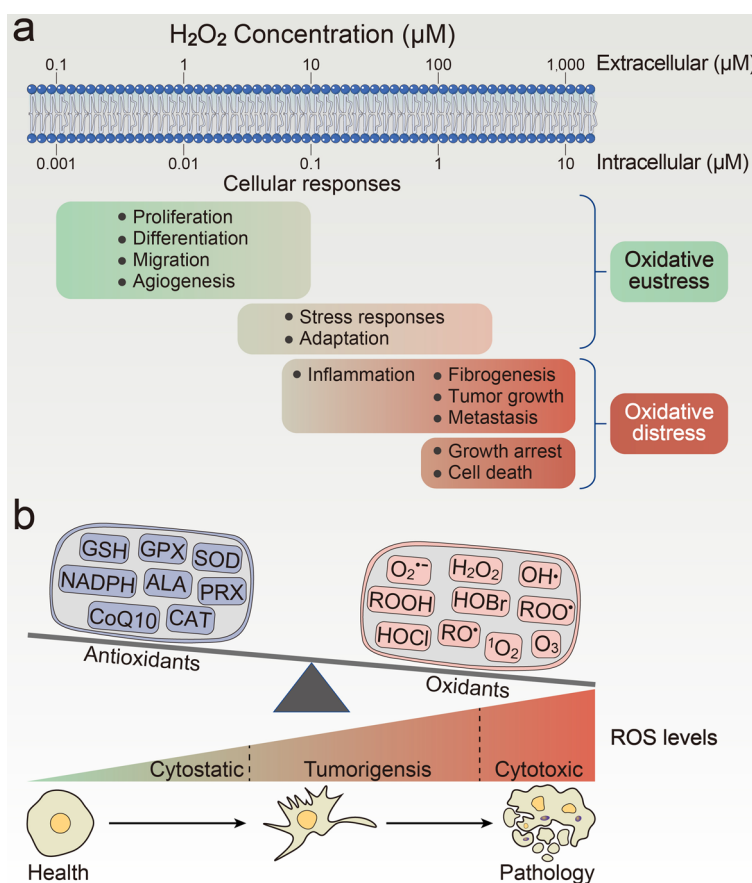 a
H₂O₂ Concentration (μM)
0.1 1 10 100 1,000 Extracellular (μM)
0.001 0.01 0.1 1 10 Intracellular (μM)
Cellular responses
• Proliferation
• Differentiation
• Migration
• Agiogenesis
Oxidative
eustress
• Stress responses
• Adaptation
• Inflammation • Fibrogenesis
• Tumor growth
• Metastasis
Oxidative
distress
• Growth arrest
• Cell death
b
GSH GPX SOD
NADPH ALA PRX
CoQ10 CAT
Antioxidants
O₂•− H₂O₂ OH•
ROOH HOBr ROO•
HOCl RO• ¹O₂ O₃
Oxidants
ROS levels
Cytostatic Tumorigensis Cytotoxic
Health Pathology